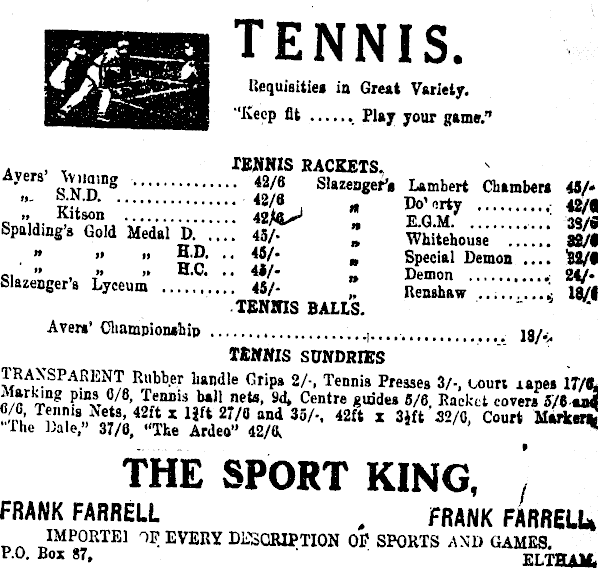 TENNIS.
Requisities in Great Variety.
"Keep fit ...... Play your game."
TENNIS RACKETS.
Ayers' Wilding .............. 42/6 Slazenger's Lambert Chambers 45/-
" S.N.D. .............. 42/6 " Doherty .......... 42/6
" Kitson .............. 42/6 " E.G.M. .......... 38/6
Spalding's Gold Medal D. .... 45/- " Whitehouse ...... 32/6
" " " H.D. .. 45/- " Special Demon .... 32/6
" " " H.C. .. 45/- " Demon .......... 24/-
Slazenger's Lyceum .......... 45/- " Renshaw .......... 18/6
TENNIS BALLS.
Ayers' Championship ........................................ 18/-.
TENNIS SUNDRIES
TRANSPARENT Rubber handle Grips 2/-, Tennis Presses 3/-, Court Tapes 17/6,
Marking pins 6/6, Tennis ball nets, 9d, Centre guides 5/6, Racket covers 5/6 and
6/6, Tennis Nets, 42ft x 1¾ft 27/6 and 35/-, 42ft x 3½ft 32/6, Court Markers,
"The Dale," 37/6, "The Ardeo" 42/6.
THE SPORT KING,
FRANK FARRELL FRANK FARRELL,
IMPORTER OF EVERY DESCRIPTION OF SPORTS AND GAMES.
P.O. Box 87, ELTHAM.